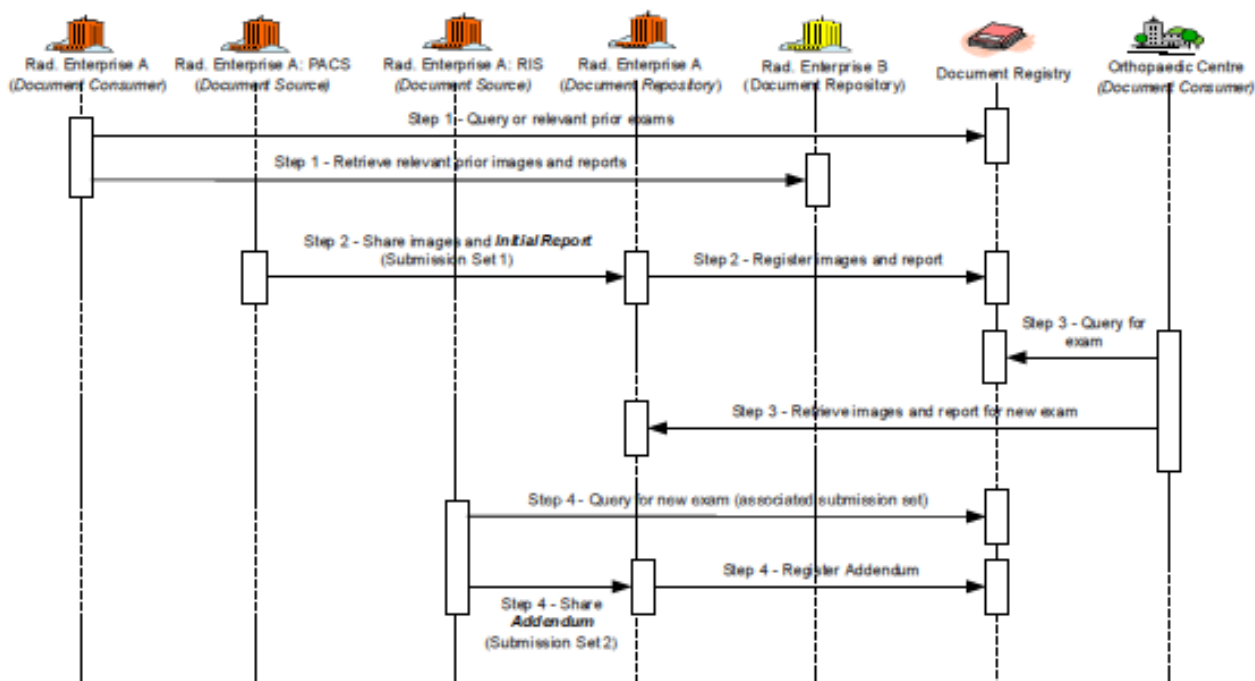 Rad. Enterprise A
(Document Consumer)
Rad. Enterprise A: PACS
(Document Source)
Rad. Enterprise A: RIS
(Document Source)
Rad. Enterprise A
(Document Repository)
Rad. Enterprise B
(Document Repository)
Document Registry
Orthopaedic Centre
(Document Consumer)
Step 1 - Query or relevant prior exams
Step 1 - Retrieve relevant prior images and reports
Step 2 - Share images and Initial Report
(Submission Set 1)
Step 2 - Register images and report
Step 3 - Query for
exam
Step 3 - Retrieve images and report for new exam
Step 4 - Query for new exam (associated submission set)
Step 4 - Register Addendum
Step 4 - Share
Addendum
(Submission Set 2)